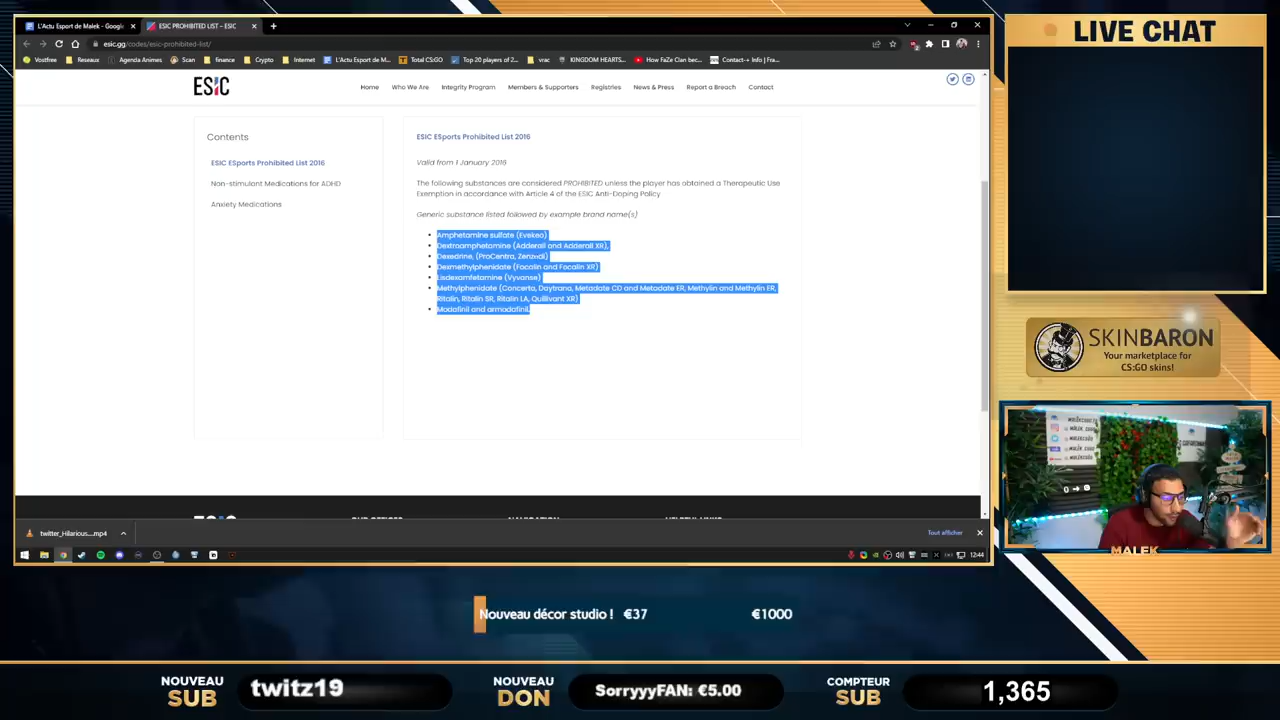 L'Actu Esport de Malek - Google
ESIC PROHIBITED LIST – ESIC
esic.gg/codes/esic-prohibited-list/
Vostfree
Reseaux
Agenda Animes
Scan
finance
Crypto
Internet
L'Actu Esport de M...
Total CS:GO
Top 20 players of 2...
vrac
KINGDOM HEARTS...
How FaZe Clan bec...
Contact→ Info | Fra...
ESIC
Home
Who We Are
Integrity Program
Members & Supporters
Registries
News & Press
Report a Breach
Contact
Contents
ESIC ESports Prohibited List 2016
Non-stimulant Medications for ADHD
Anxiety Medications
ESIC ESports Prohibited List 2016
Valid from 1 January 2016
The following substances are considered PROHIBITED unless the player has obtained a Therapeutic Use
Exemption in accordance with Article 4 of the ESIC Anti-Doping Policy
Generic substance listed followed by example brand name(s)
• Amphetamine sulfate (Evekeo)
• Dextroamphetamine (Adderall and Adderall XR),
• Dexedrine, (ProCentra, Zenzedi)
• Dexmethylphenidate (Focalin and Focalin XR)
• Lisdexamfetamine (Vyvanse)
• Methylphenidate (Concerta, Daytrana, Metadate CD and Metadate ER, Methylin and Methylin ER,
Ritalin, Ritalin SR, Ritalin LA, Quillivant XR)
• Modafinil and armodafinil.
twitter_Hilarious....mp4
Tout afficher
12:44
LIVE CHAT
SKINBARON
Your marketplace for
CS:GO skins!
MALEK
Nouveau décor studio ! €37
€1000
NOUVEAU
SUB
twitz19
NOUVEAU
DON
SorryyyFAN: €5.00
COMPTEUR
SUB
1,365